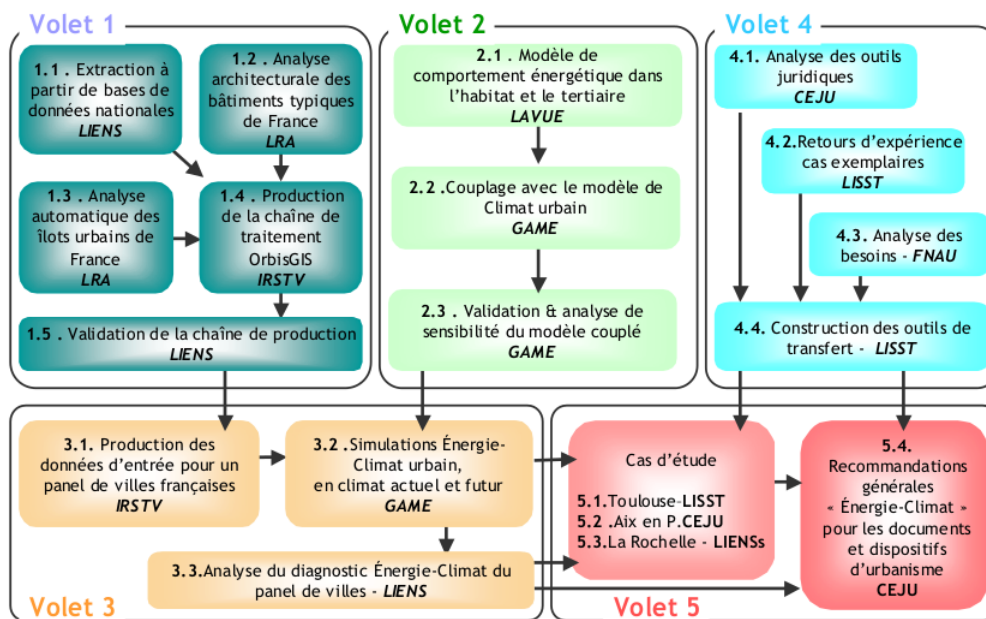 Volet 1
1.1 . Extraction à
partir de bases de
données nationales
LIENS
1.2 . Analyse
architecturale des
bâtiments typiques
de France
LRA
1.3 . Analyse
automatique des
îlots urbains de
France
LRA
1.4 . Production
de la chaîne de
traitement
OrbisGIS
IRSTV
1.5 . Validation de la chaîne de production
LIENS
Volet 2
2.1 . Modèle de
comportement énergétique dans
l’habitat et le tertiaire
LAVUE
2.2 .Couplage avec le modèle de
Climat urbain
GAME
2.3 . Validation & analyse de
sensibilité du modèle couplé
GAME
Volet 4
4.1. Analyse des outils
juridiques
CEJU
4.2.Retours d’expérience
cas exemplaires
LISST
4.3. Analyse des
besoins - FNAU
4.4. Construction des outils de
transfert - LISST
3.1. Production des
données d’entrée pour un
panel de villes françaises
IRSTV
3.2 .Simulations Énergie-
Climat urbain,
en climat actuel et futur
GAME
3.3.Analyse du diagnostic Énergie-Climat du
panel de villes - LIENS
Volet 3
Cas d’étude
5.1.Toulouse-LISST
5.2 .Aix en P.CEJU
5.3.La Rochelle - LIENSs
5.4.
Recommandations
générales
« Énergie-Climat »
pour les documents
et dispositifs
d’urbanisme
CEJU
Volet 5